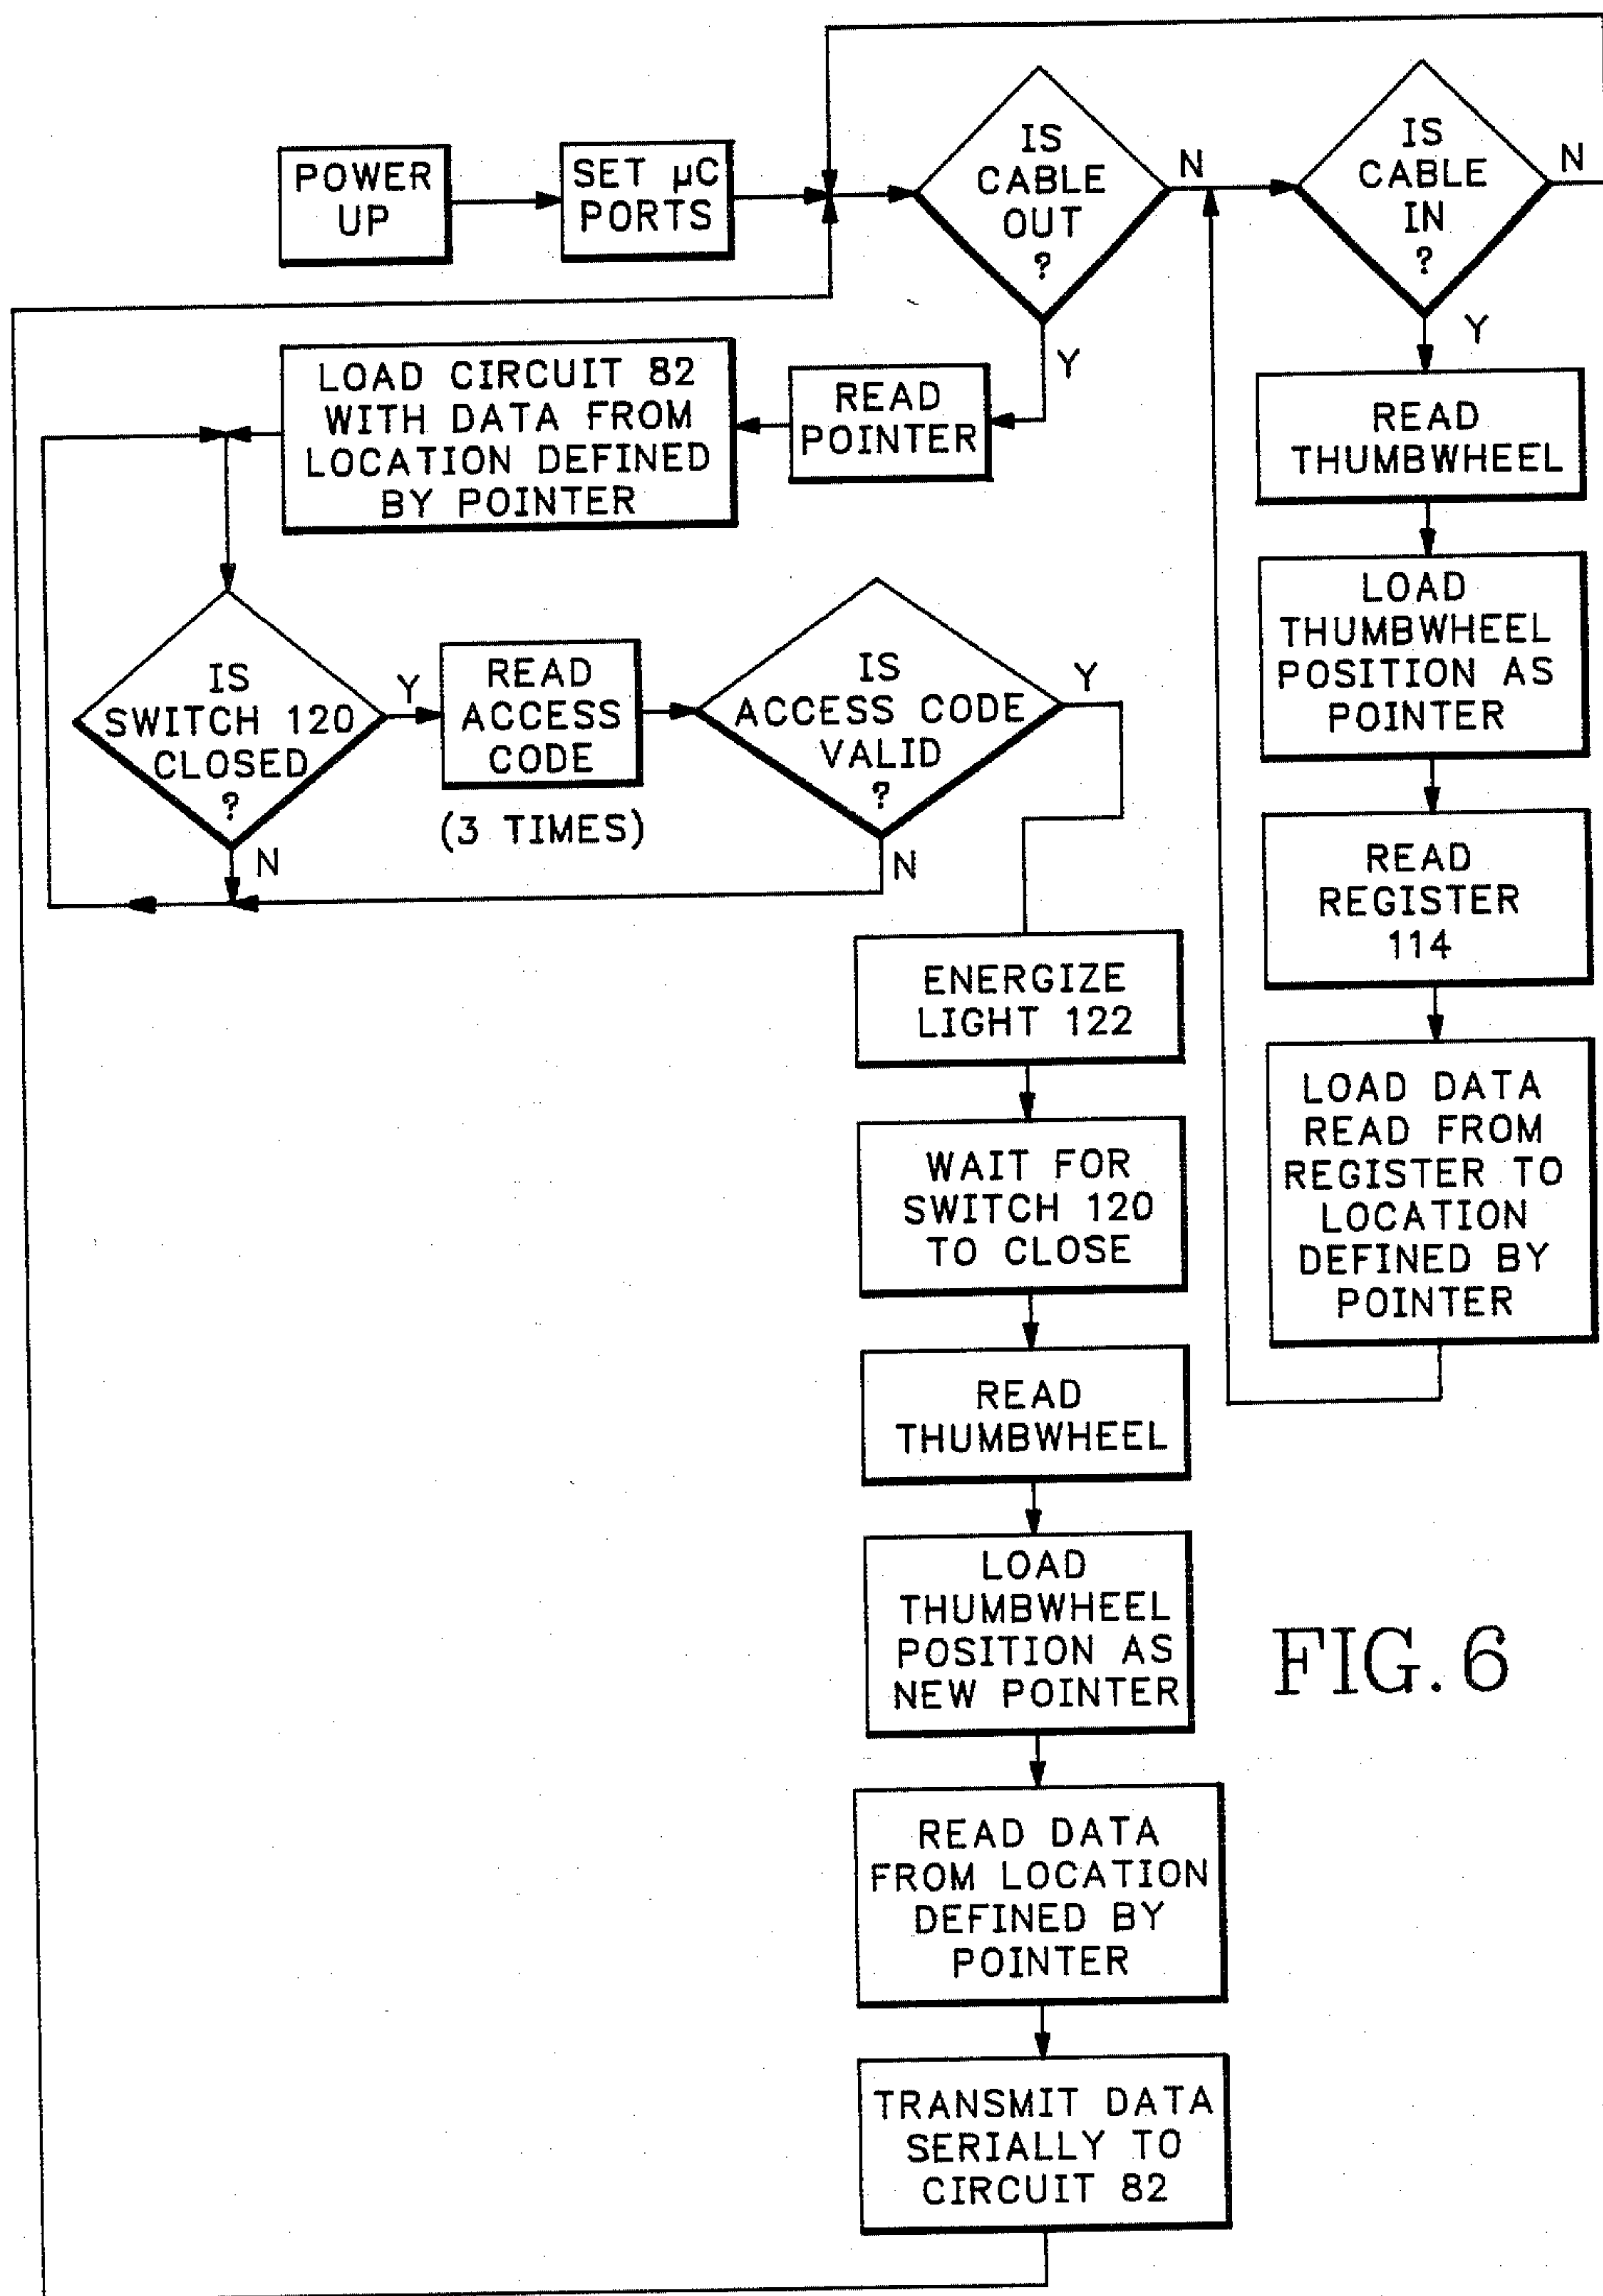 POWER
UP
SET µC
PORTS
IS
CABLE
OUT
?
N
Y
IS
CABLE
IN
?
N
Y
READ
POINTER
LOAD CIRCUIT 82
WITH DATA FROM
LOCATION DEFINED
BY POINTER
IS
SWITCH 120
CLOSED
?
Y
N
READ
ACCESS
CODE
(3 TIMES)
IS
ACCESS CODE
VALID
?
Y
N
ENERGIZE
LIGHT 122
WAIT FOR
SWITCH 120
TO CLOSE
READ
THUMBWHEEL
LOAD
THUMBWHEEL
POSITION AS
NEW POINTER
READ DATA
FROM LOCATION
DEFINED BY
POINTER
TRANSMIT DATA
SERIALLY TO
CIRCUIT 82
READ
THUMBWHEEL
LOAD
THUMBWHEEL
POSITION AS
POINTER
READ
REGISTER
114
LOAD DATA
READ FROM
REGISTER TO
LOCATION
DEFINED BY
POINTER
FIG. 6